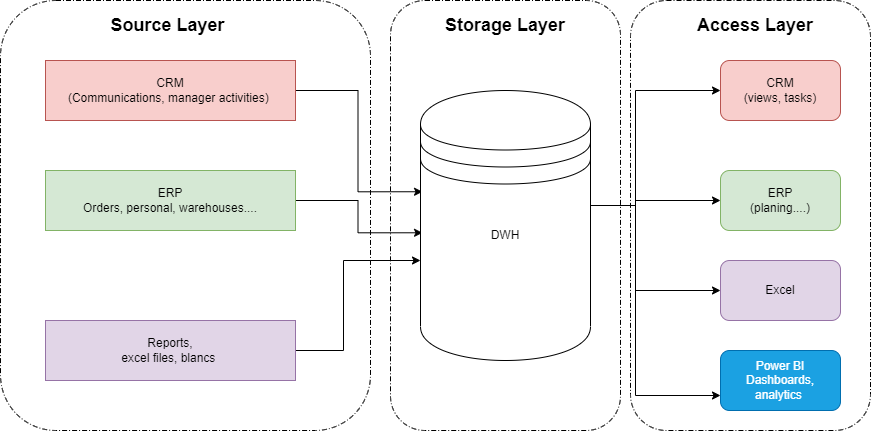 Source Layer
Storage Layer
Access Layer
CRM
(Communications, manager activities)
ERP
Orders, personal, warehouses....
Reports,
excel files, blancs
DWH
CRM
(views, tasks)
ERP
(planing....)
Excel
Power BI
Dashboards,
analytics